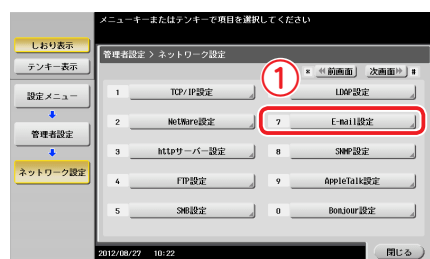 メニューキーまたはテンキーで項目を選択してください
しおり表示
テンキー表示
設定メニュー
管理者設定
ネットワーク設定
管理者設定 > ネットワーク設定
① * 前画面 次画面 #
1 TCP/IP設定
LDAP設定
2 NetWare設定
7 E-mail設定
3 httpサーバー設定
8 SNMP設定
4 FTP設定
9 AppleTalk設定
5 SMB設定
0 Bonjour設定
2012/08/27 10:22
閉じる